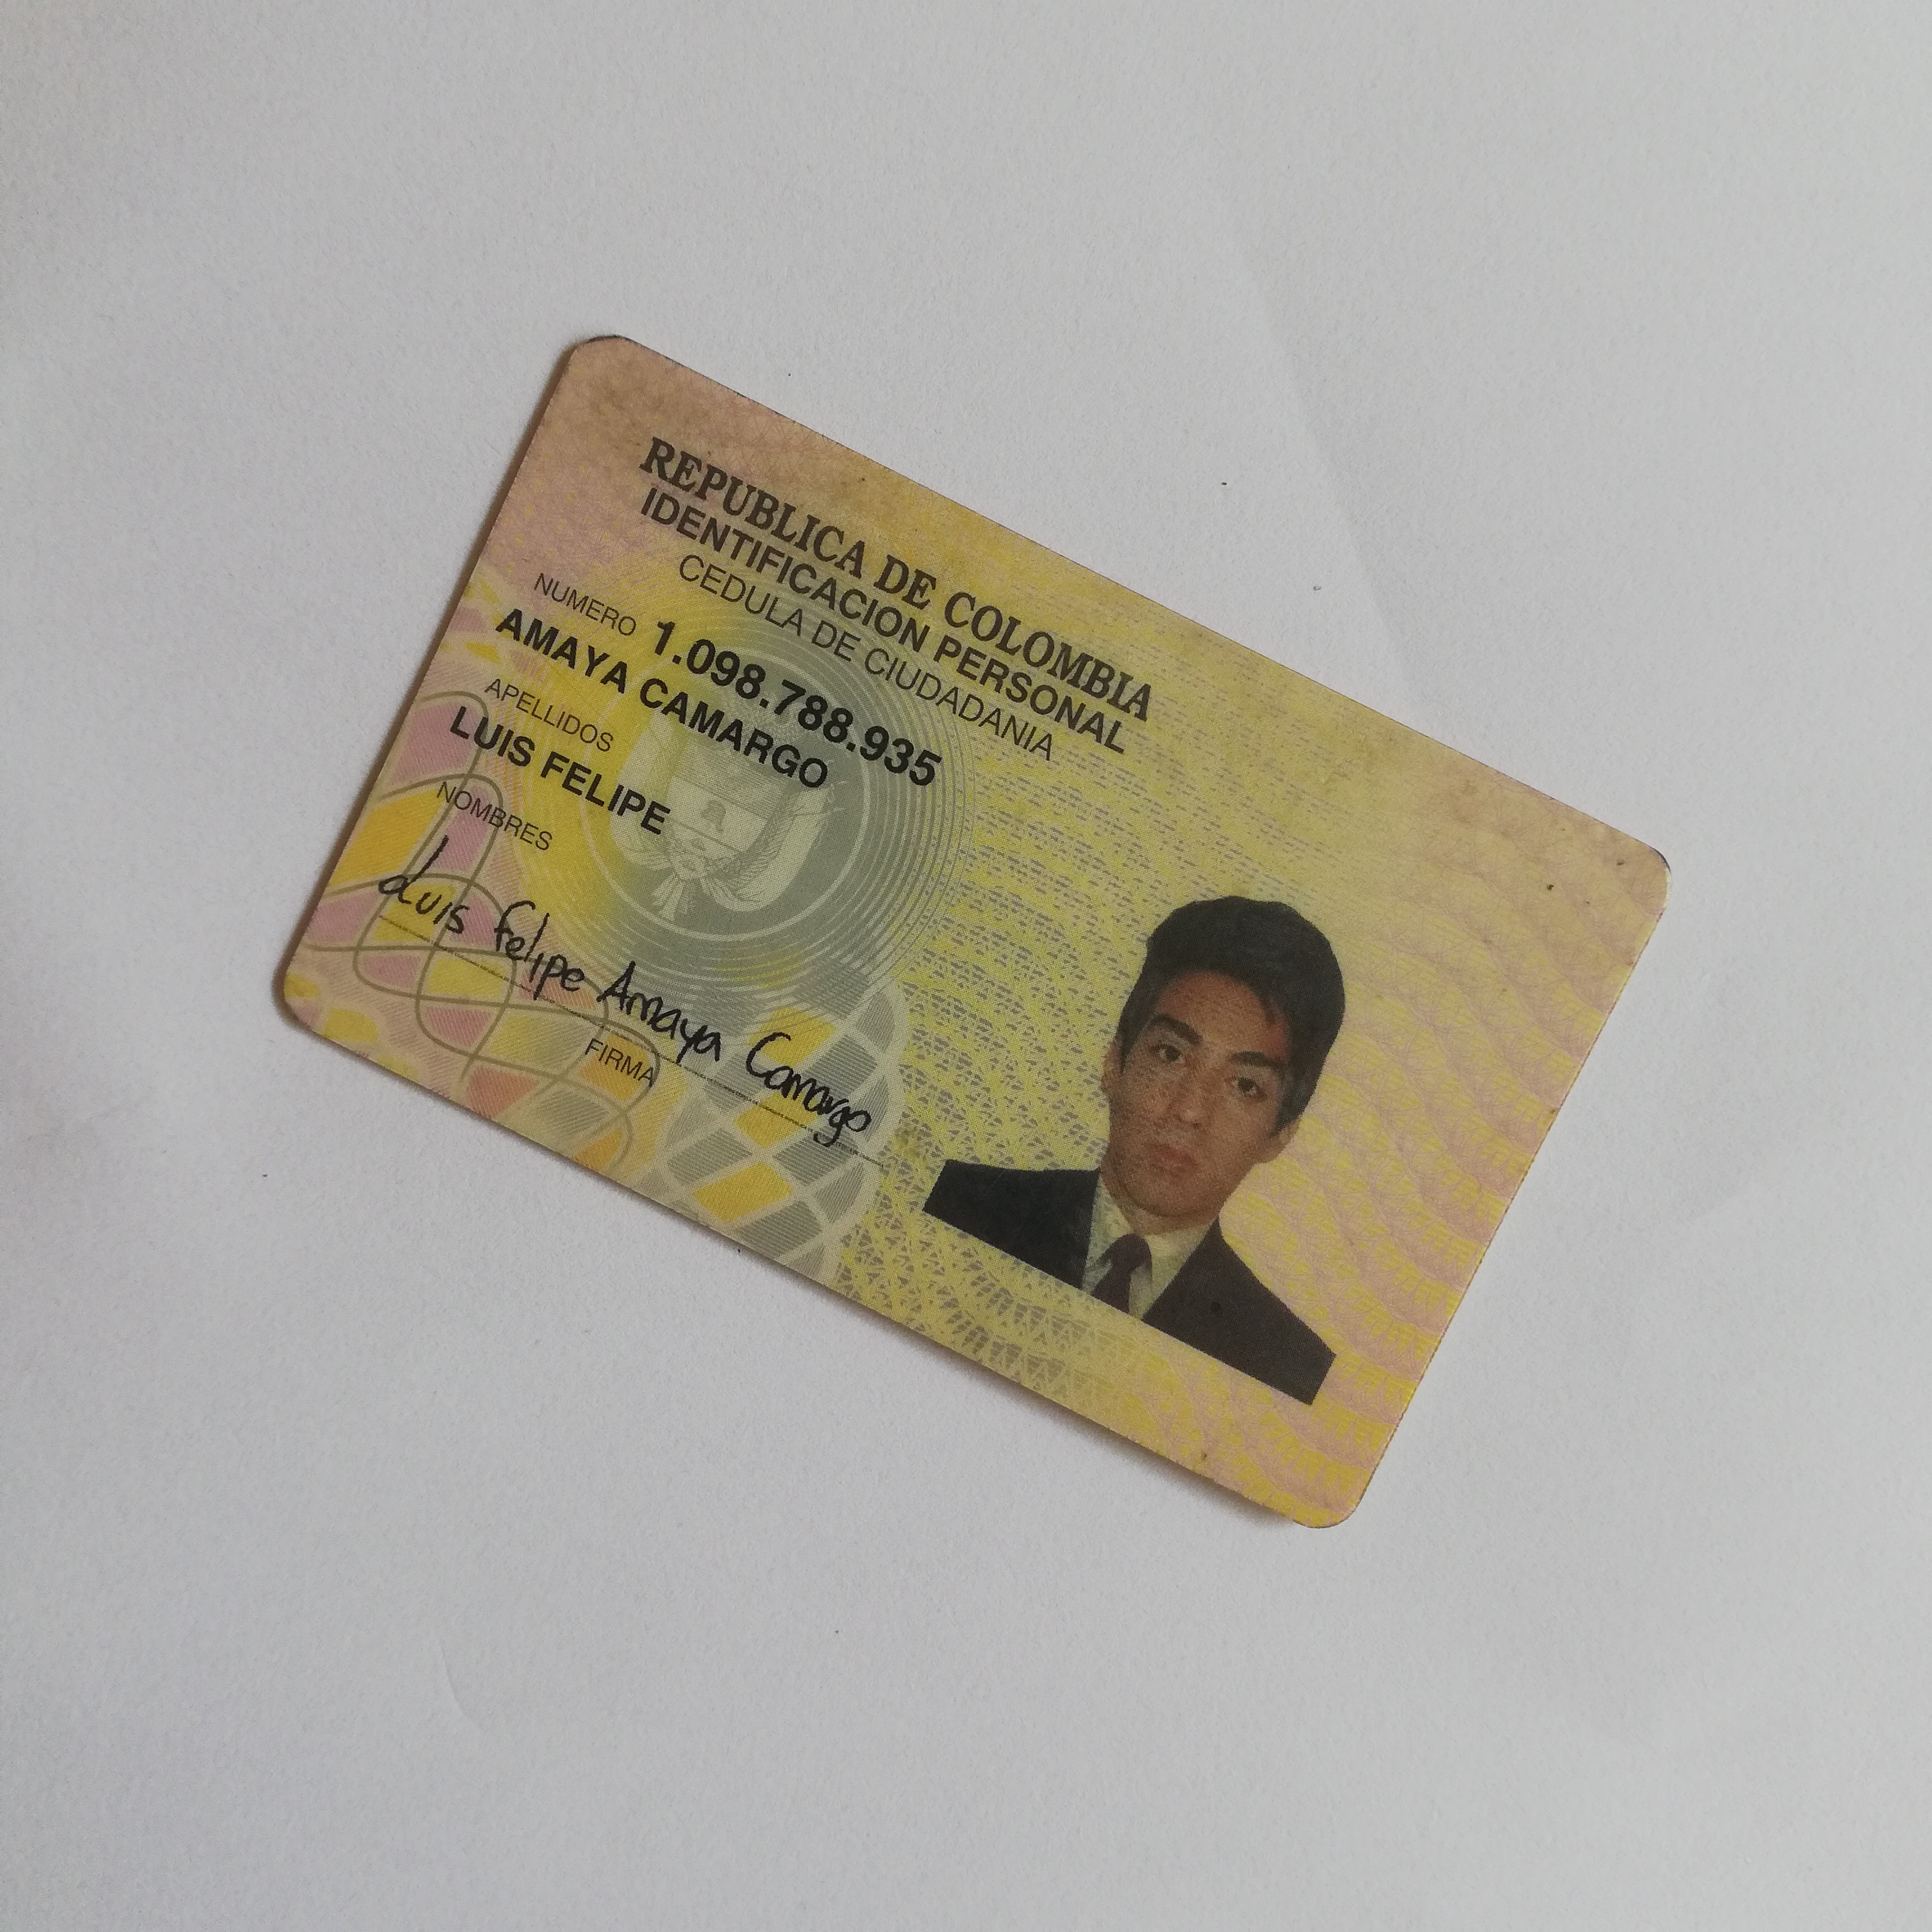 REPUBLICA DE COLOMBIA
IDENTIFICACION PERSONAL
CEDULA DE CIUDADANIA
NUMERO 1.098.788.935
AMAYA CAMARGO
APELLIDOS
LUIS FELIPE
NOMBRES
Luis Felipe Amaya Camargo
FIRMA